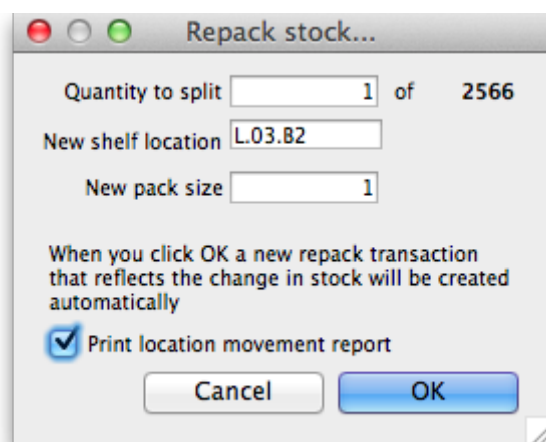 Repack stock...
Quantity to split 1 of 2566
New shelf location L.03.B2
New pack size 1
When you click OK a new repack transaction
that reflects the change in stock will be created
automatically
Print location movement report
Cancel OK